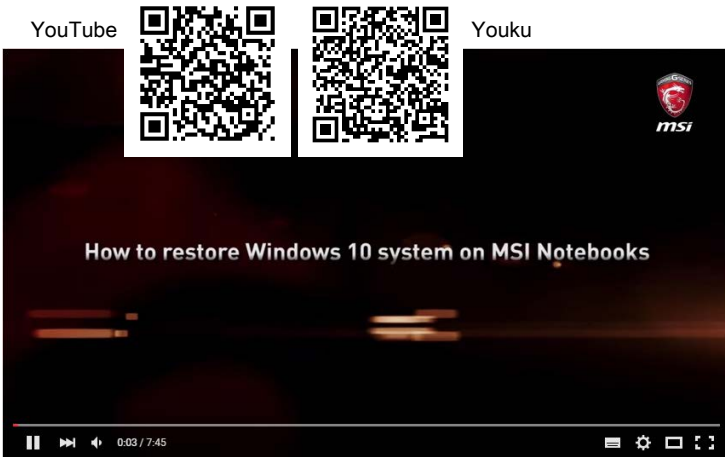 YouTube
Youku
msi
How to restore Windows 10 system on MSI Notebooks
0:03 / 7:45